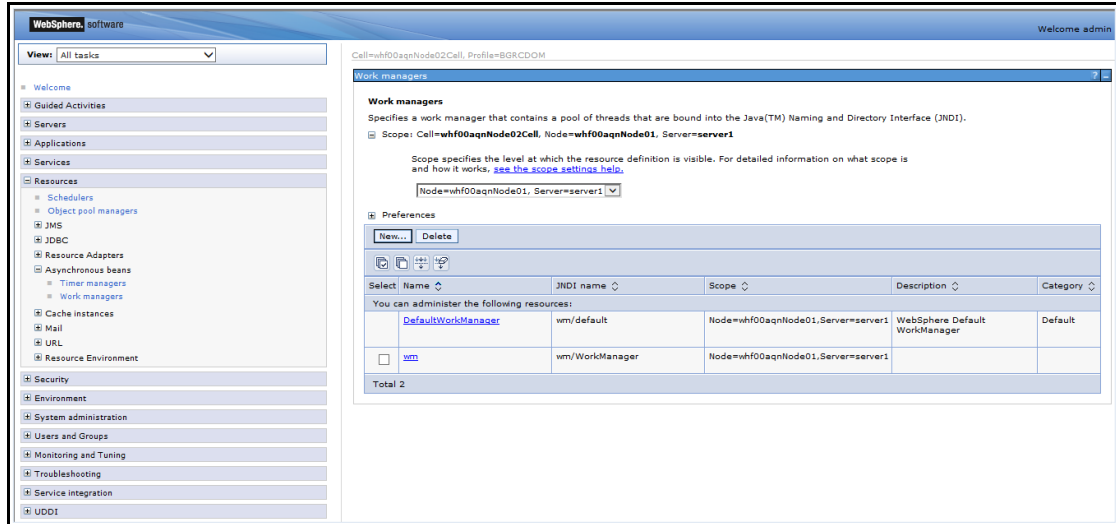 WebSphere. software
Welcome admin
View: All tasks
Welcome
Guided Activities
Servers
Applications
Services
Resources
Schedulers
Object pool managers
JMS
JDBC
Resource Adapters
Asynchronous beans
Timer managers
Work managers
Cache instances
Mail
URL
Resource Environment
Security
Environment
System administration
Users and Groups
Monitoring and Tuning
Troubleshooting
Service integration
UDDI
Cell=whf00aqnNode02Cell, Profile=BGRCDOM
Work managers
? -
Work managers
Specifies a work manager that contains a pool of threads that are bound into the Java(TM) Naming and Directory Interface (JNDI).
Scope: Cell=whf00aqnNode02Cell, Node=whf00aqnNode01, Server=server1
Scope specifies the level at which the resource definition is visible. For detailed information on what scope is
and how it works, see the scope settings help.
Node=whf00aqnNode01, Server=server1
Preferences
New... Delete
Select Name JNDI name Scope Description Category
You can administer the following resources:
DefaultWorkManager wm/default Node=whf00aqnNode01,Server=server1 WebSphere Default Default
WorkManager
wm wm/WorkManager Node=whf00aqnNode01,Server=server1
Total 2